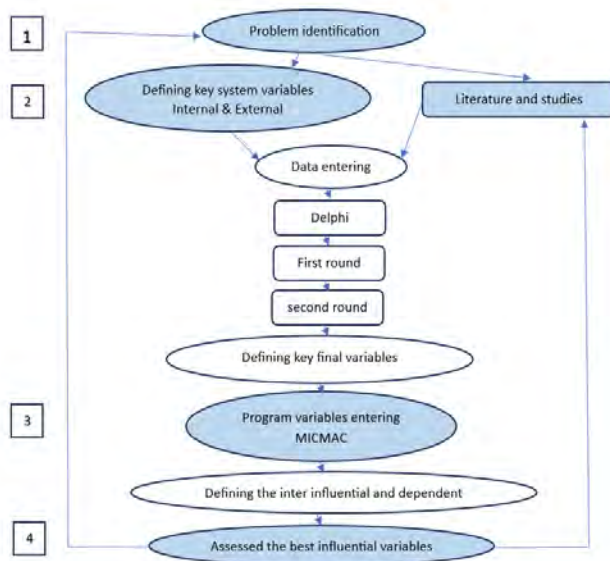 1
Problem identification
2
Defining key system variables
Internal & External
Literature and studies
Data entering
Delphi
First round
second round
Defining key final variables
3
Program variables entering
MICMAC
Defining the inter influential and dependent
4
Assessed the best influential variables